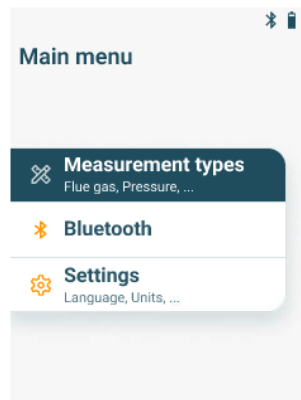 Main menu
Measurement types
Flue gas, Pressure, ...
Bluetooth
Settings
Language, Units, ...